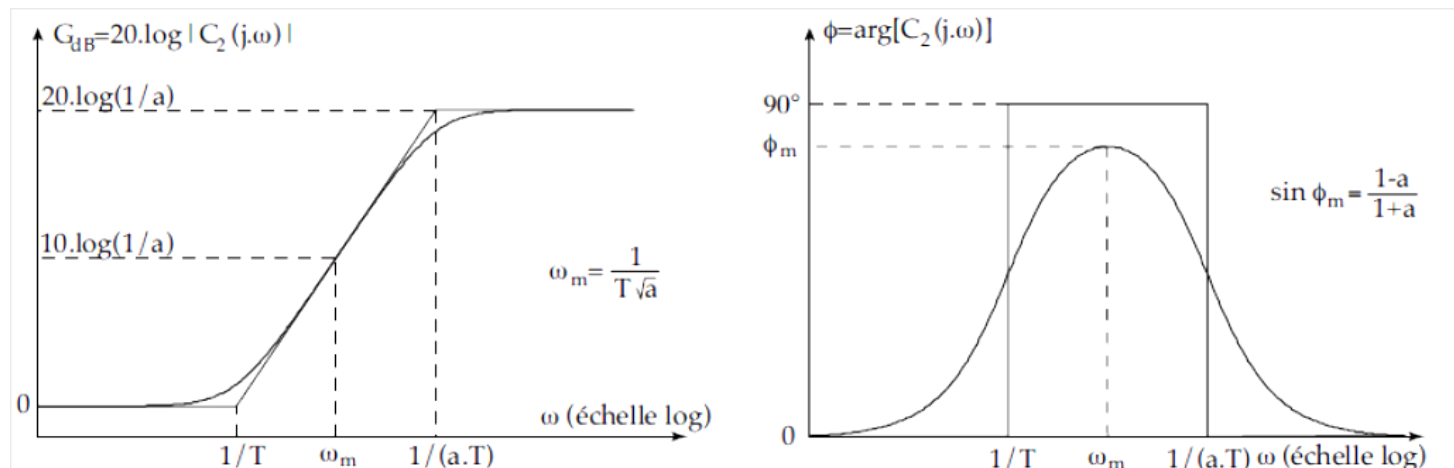 G_dB=20.log|C_2(j.ω)|
20.log(1/a)
10.log(1/a)
ω_m= 1/(T√a)
0
ω (échelle log)
1/T ω_m 1/(a.T)
ϕ=arg[C_2(j.ω)]
90°
ϕ_m
sin ϕ_m = (1-a)/(1+a)
0
1/T ω_m 1/(a.T) ω (échelle log)